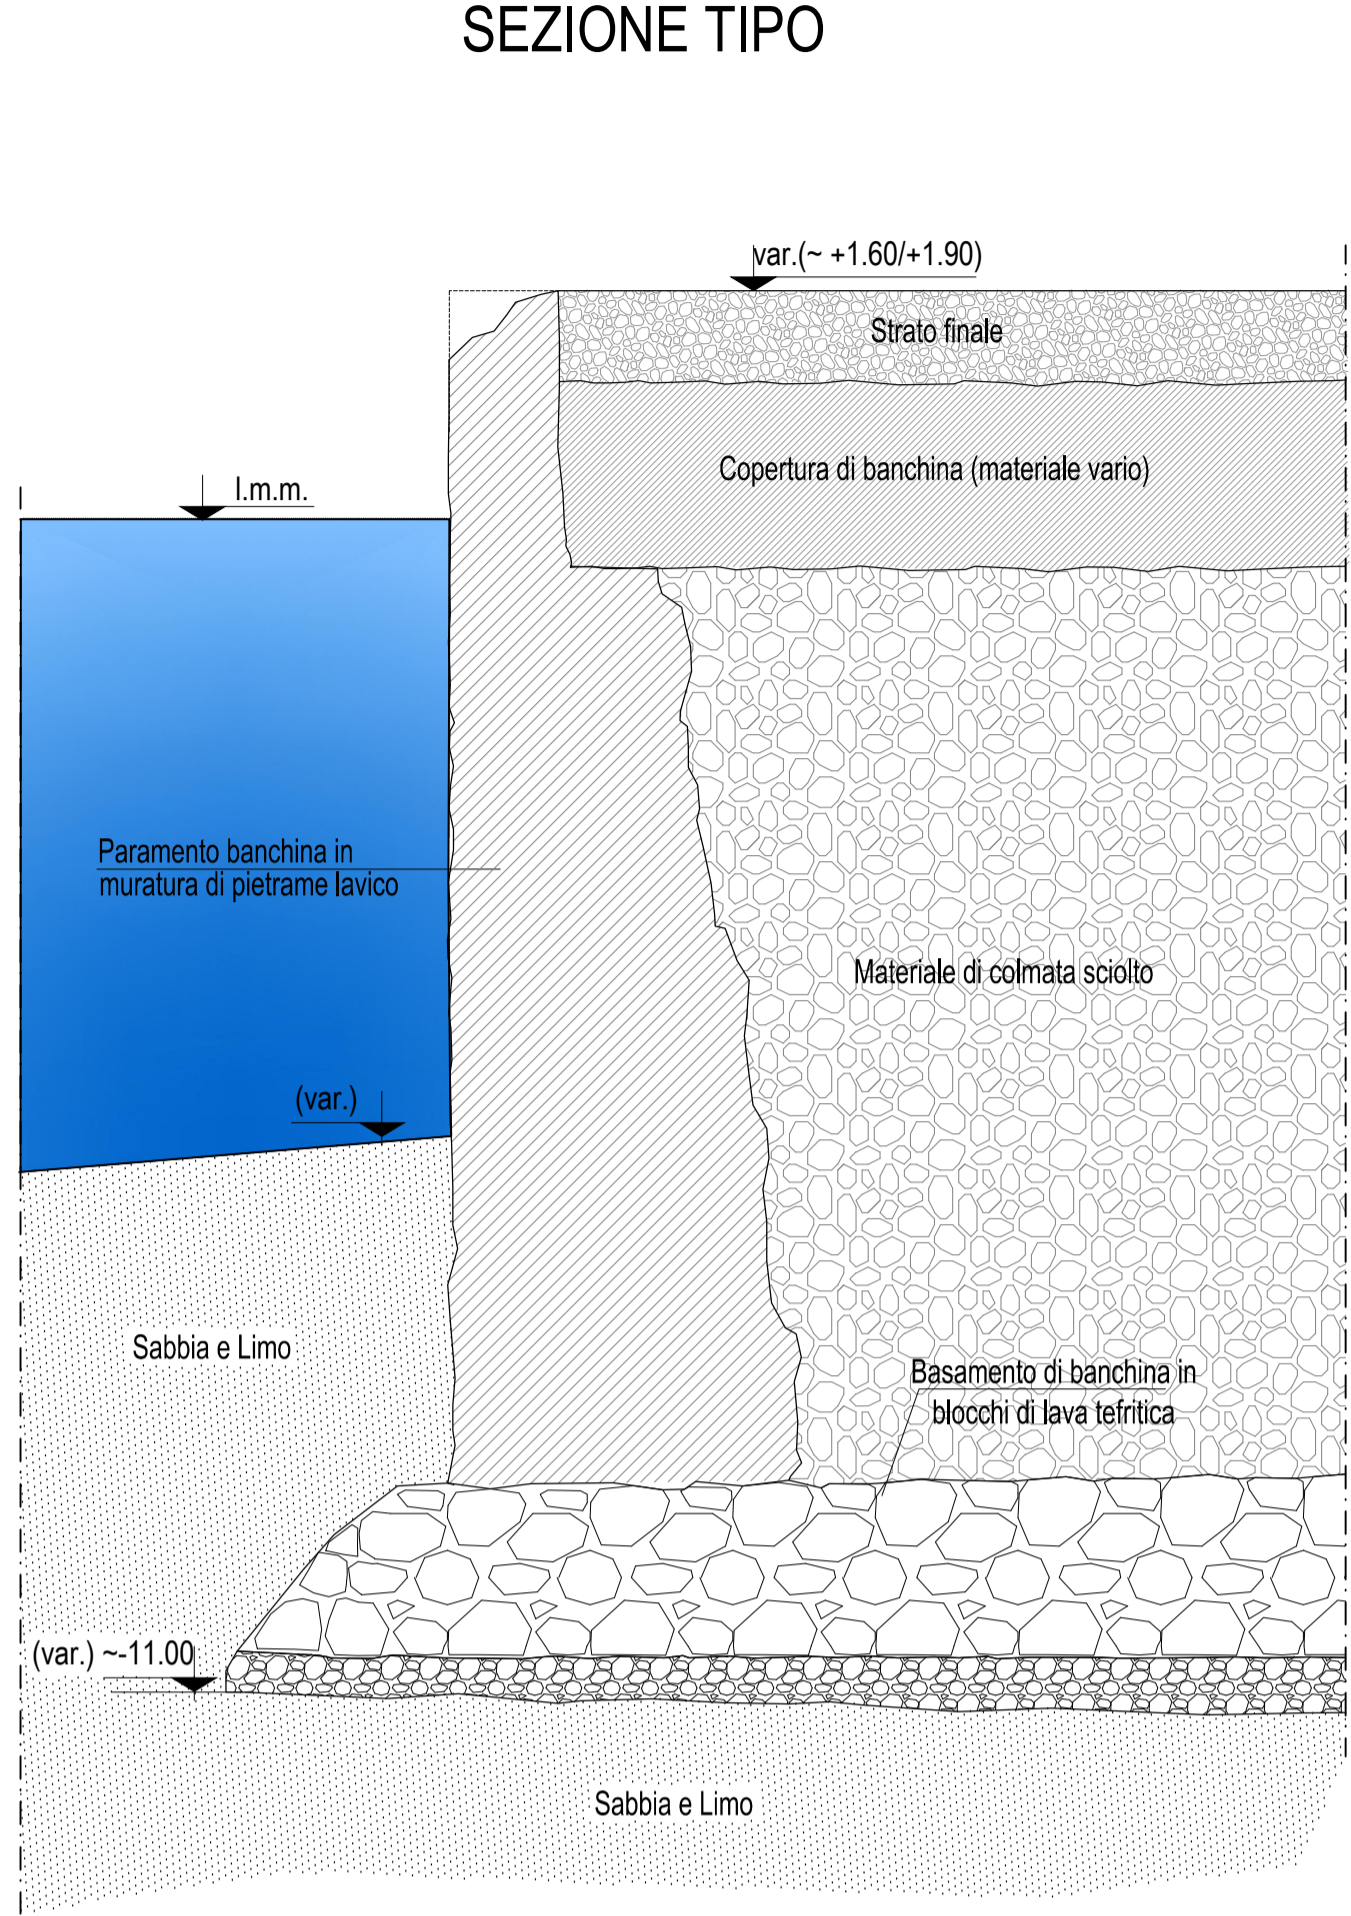 SEZIONE TIPO
var.(~ +1.60/+1.90)
Strato finale
Copertura di banchina (materiale vario)
l.m.m.
Paramento banchina in
muratura di pietrame lavico
Materiale di colmata sciolto
(var.)
Sabbia e Limo
Basamento di banchina in
blocchi di lava tefritica
(var.) ~-11.00
Sabbia e Limo